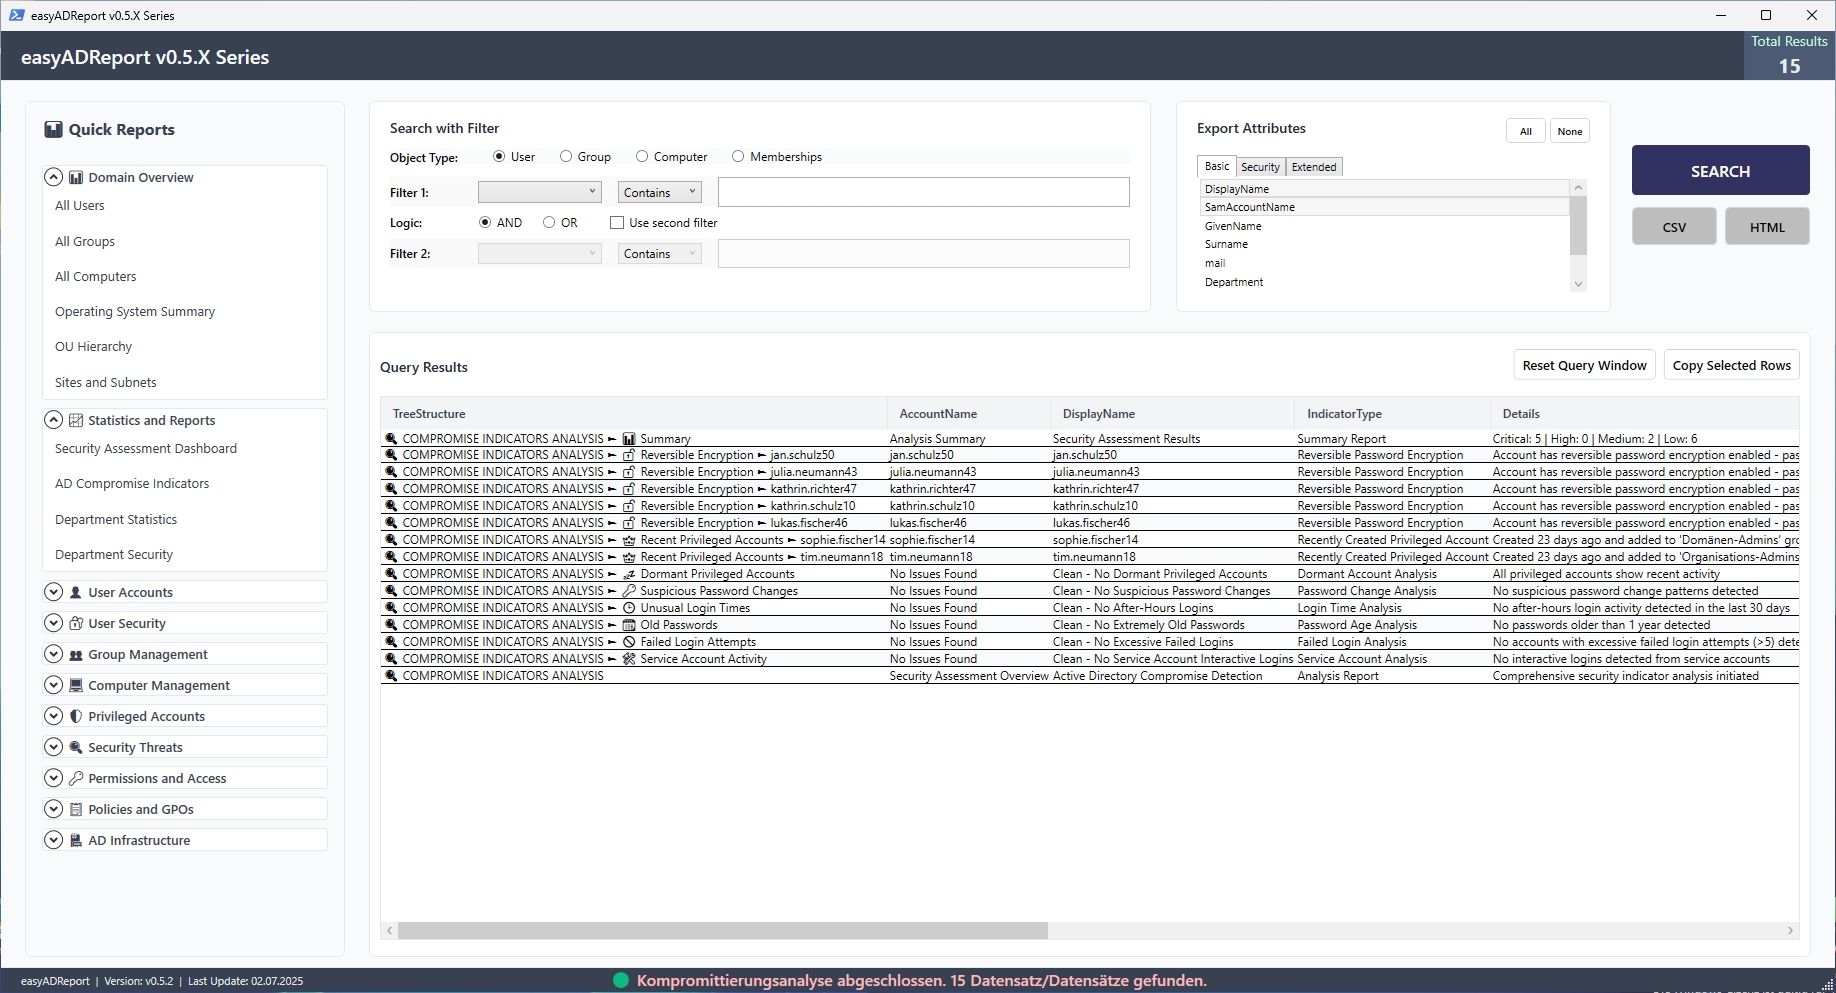 easyADReport v0.5.X Series
easyADReport v0.5.X Series
Total Results
15
Quick Reports
Domain Overview
All Users
All Groups
All Computers
Operating System Summary
OU Hierarchy
Sites and Subnets
Statistics and Reports
Security Assessment Dashboard
AD Compromise Indicators
Department Statistics
Department Security
User Accounts
User Security
Group Management
Computer Management
Privileged Accounts
Security Threats
Permissions and Access
Policies and GPOs
AD Infrastructure
Search with Filter
Object Type: User Group Computer Memberships
Filter 1: Contains
Logic: AND OR Use second filter
Filter 2: Contains
Export Attributes
All None
Basic Security Extended
DisplayName
SamAccountName
GivenName
Surname
mail
Department
SEARCH
CSV HTML
Query Results
Reset Query Window Copy Selected Rows
TreeStructure AccountName DisplayName IndicatorType Details
COMPROMISE INDICATORS ANALYSIS ► Summary Analysis Summary Security Assessment Results Summary Report Critical: 5 | High: 0 | Medium: 2 | Low: 6
COMPROMISE INDICATORS ANALYSIS ► Reversible Encryption ► jan.schulz50 jan.schulz50 jan.schulz50 Reversible Password Encryption Account has reversible password encryption enabled - pas
COMPROMISE INDICATORS ANALYSIS ► Reversible Encryption ► julia.neumann43 julia.neumann43 julia.neumann43 Reversible Password Encryption Account has reversible password encryption enabled - pas
COMPROMISE INDICATORS ANALYSIS ► Reversible Encryption ► kathrin.richter47 kathrin.richter47 kathrin.richter47 Reversible Password Encryption Account has reversible password encryption enabled - pas
COMPROMISE INDICATORS ANALYSIS ► Reversible Encryption ► kathrin.schulz10 kathrin.schulz10 kathrin.schulz10 Reversible Password Encryption Account has reversible password encryption enabled - pas
COMPROMISE INDICATORS ANALYSIS ► Reversible Encryption ► lukas.fischer46 lukas.fischer46 lukas.fischer46 Reversible Password Encryption Account has reversible password encryption enabled - pas
COMPROMISE INDICATORS ANALYSIS ► Recent Privileged Accounts ► sophie.fischer14 sophie.fischer14 sophie.fischer14 Recently Created Privileged Account Created 23 days ago and added to 'Domänen-Admins' gro
COMPROMISE INDICATORS ANALYSIS ► Recent Privileged Accounts ► tim.neumann18 tim.neumann18 tim.neumann18 Recently Created Privileged Account Created 23 days ago and added to 'Organisations-Admins
COMPROMISE INDICATORS ANALYSIS ► Dormant Privileged Accounts No Issues Found Clean - No Dormant Privileged Accounts Dormant Account Analysis All privileged accounts show recent activity
COMPROMISE INDICATORS ANALYSIS ► Suspicious Password Changes No Issues Found Clean - No Suspicious Password Changes Password Change Analysis No suspicious password change patterns detected
COMPROMISE INDICATORS ANALYSIS ► Unusual Login Times No Issues Found Clean - No After-Hours Logins Login Time Analysis No after-hours login activity detected in the last 30 days
COMPROMISE INDICATORS ANALYSIS ► Old Passwords No Issues Found Clean - No Extremely Old Passwords Password Age Analysis No passwords older than 1 year detected
COMPROMISE INDICATORS ANALYSIS ► Failed Login Attempts No Issues Found Clean - No Excessive Failed Logins Failed Login Analysis No accounts with excessive failed login attempts (>5) dete
COMPROMISE INDICATORS ANALYSIS ► Service Account Activity No Issues Found Clean - No Service Account Interactive Logins Service Account Analysis No interactive logins detected from service accounts
COMPROMISE INDICATORS ANALYSIS Security Assessment Overview Active Directory Compromise Detection Analysis Report Comprehensive security indicator analysis initiated
easyADReport | Version: v0.5.2 | Last Update: 02.07.2025
Kompromittierungsanalyse abgeschlossen. 15 Datensatz/Datensätze gefunden.